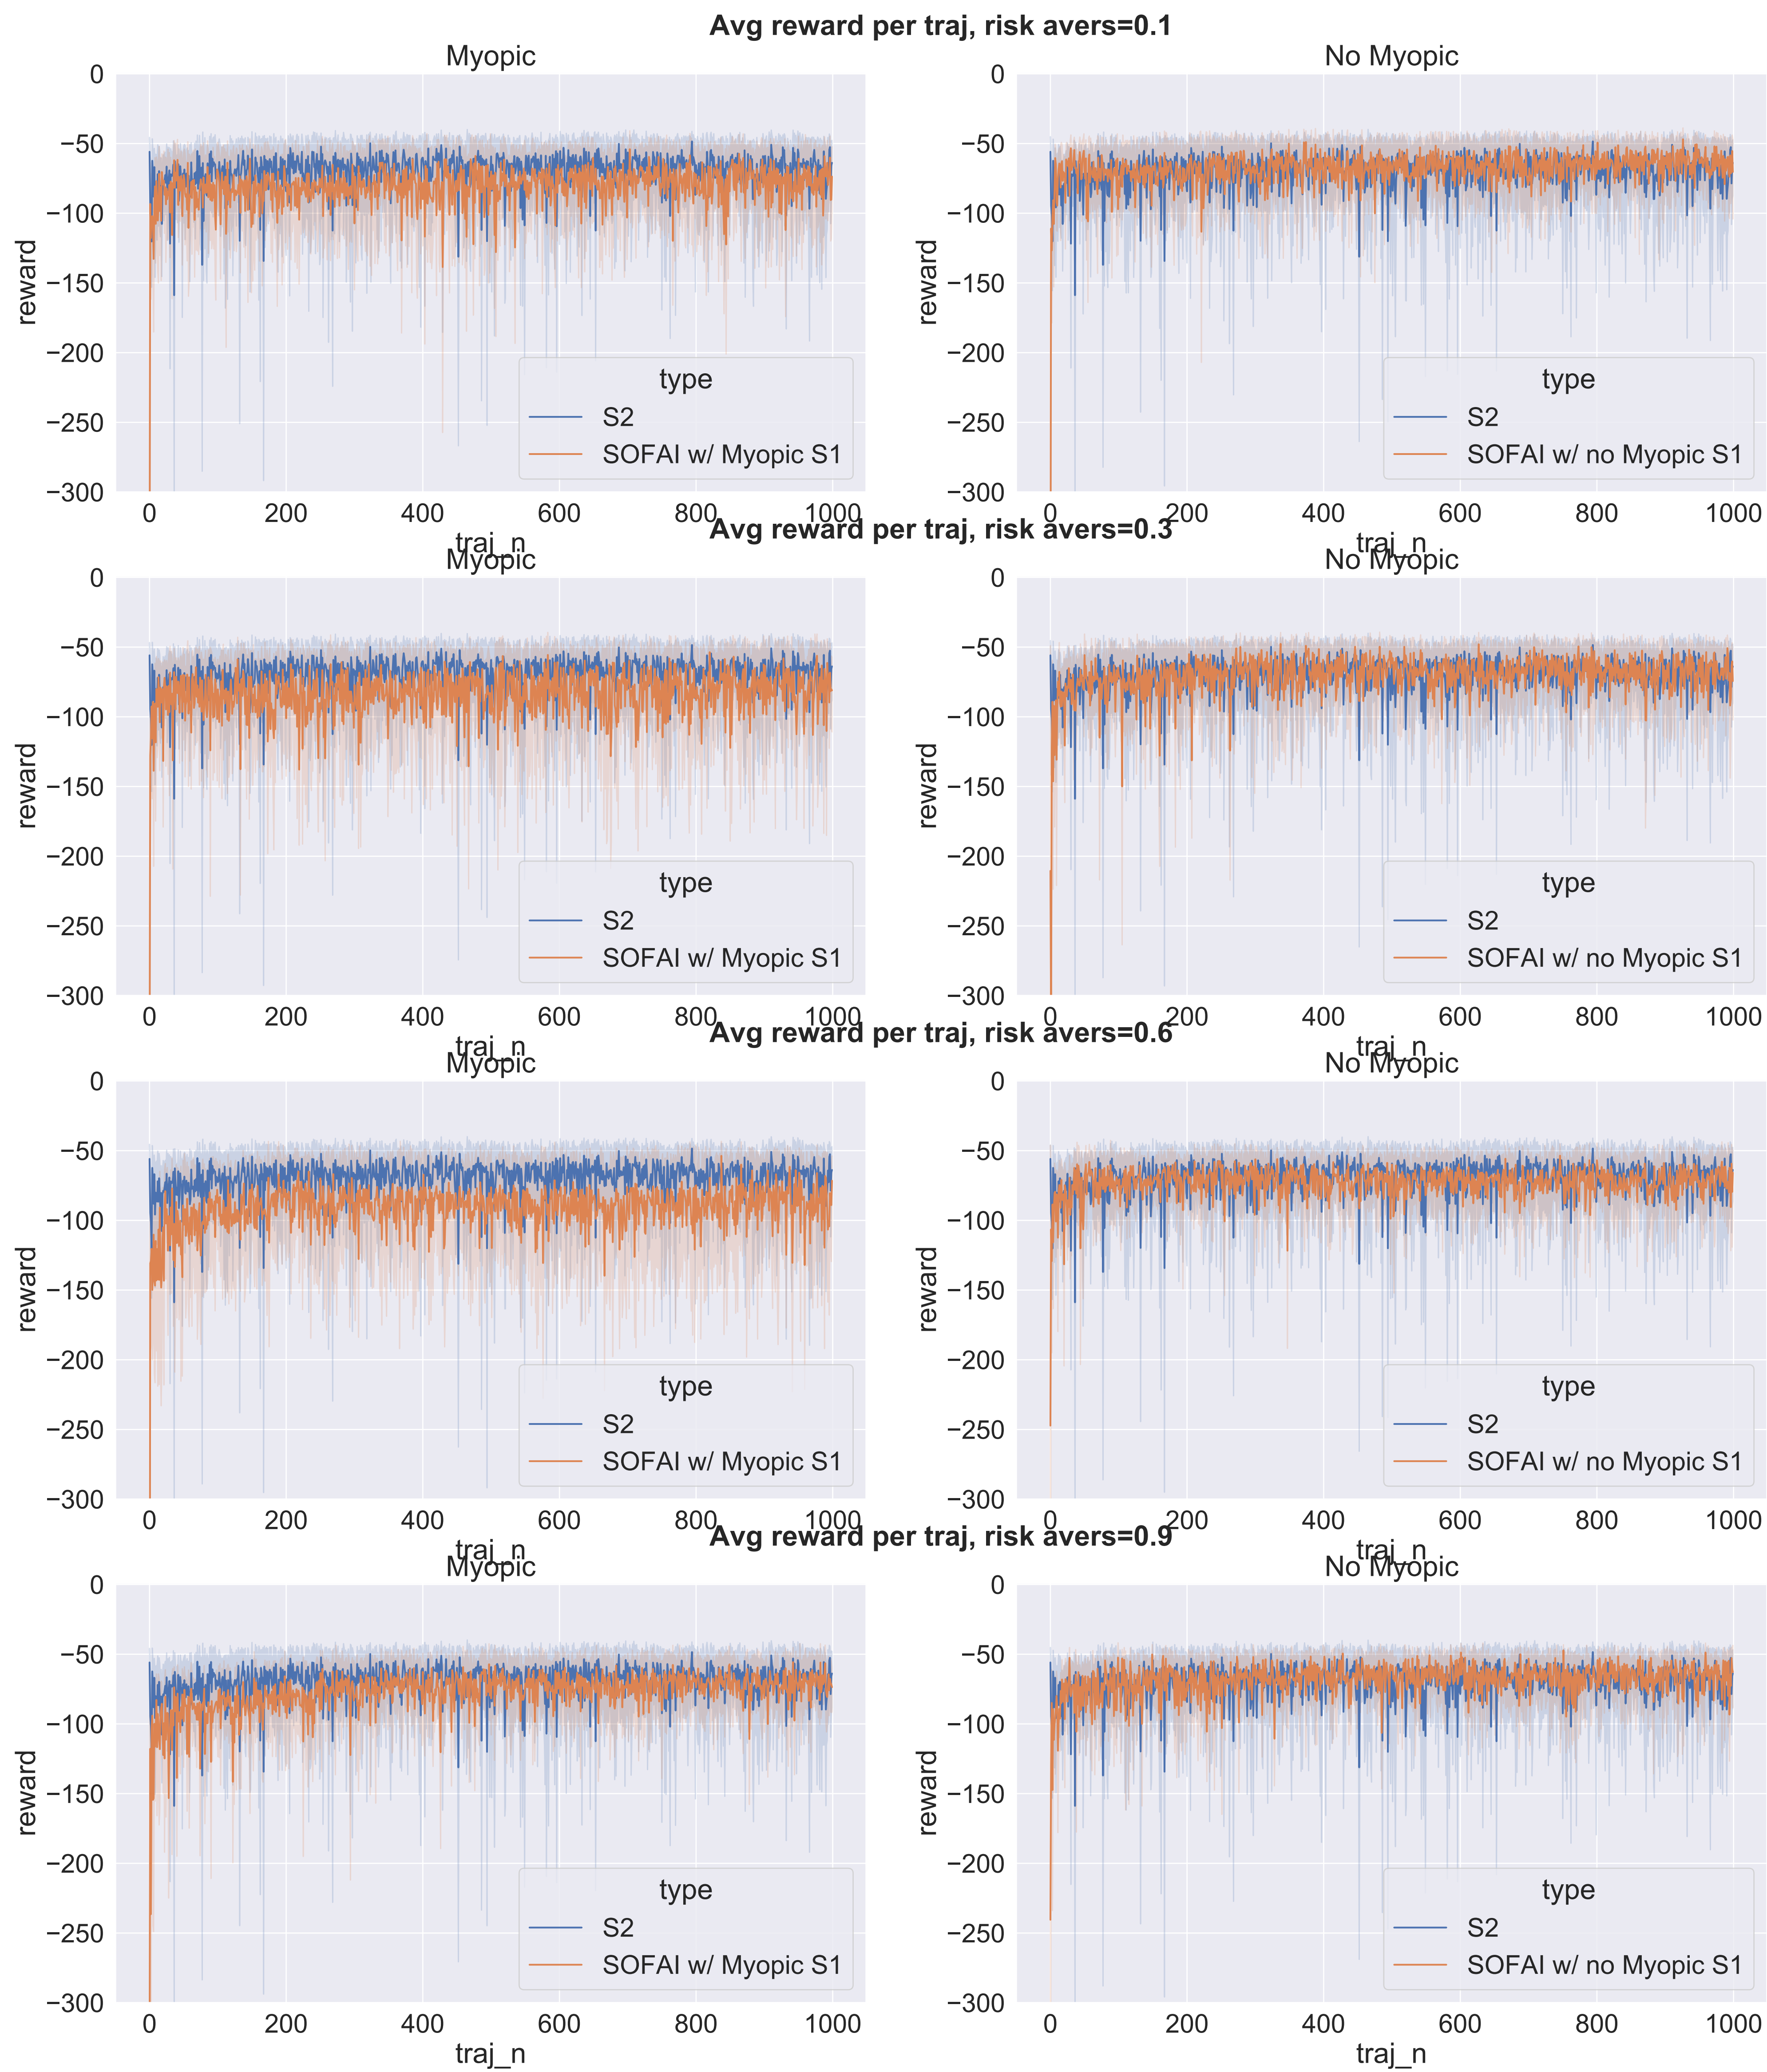 Avg reward per traj, risk avers=0.1
Myopic
No Myopic
0
−50
−100
−150
−200
−250
−300
reward
0 200 400 600 800 1000
traj_n
type
S2
SOFAI w/ Myopic S1
0
−50
−100
−150
−200
−250
−300
reward
0 200 400 600 800 1000
traj_n
type
S2
SOFAI w/ no Myopic S1
Avg reward per traj, risk avers=0.3
Myopic
No Myopic
0
−50
−100
−150
−200
−250
−300
reward
0 200 400 600 800 1000
traj_n
type
S2
SOFAI w/ Myopic S1
0
−50
−100
−150
−200
−250
−300
reward
0 200 400 600 800 1000
traj_n
type
S2
SOFAI w/ no Myopic S1
Avg reward per traj, risk avers=0.6
Myopic
No Myopic
0
−50
−100
−150
−200
−250
−300
reward
0 200 400 600 800 1000
traj_n
type
S2
SOFAI w/ Myopic S1
0
−50
−100
−150
−200
−250
−300
reward
0 200 400 600 800 1000
traj_n
type
S2
SOFAI w/ no Myopic S1
Avg reward per traj, risk avers=0.9
Myopic
No Myopic
0
−50
−100
−150
−200
−250
−300
reward
0 200 400 600 800 1000
traj_n
type
S2
SOFAI w/ Myopic S1
0
−50
−100
−150
−200
−250
−300
reward
0 200 400 600 800 1000
traj_n
type
S2
SOFAI w/ no Myopic S1